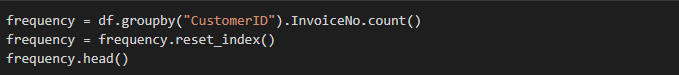 frequency = df.groupby("CustomerID").InvoiceNo.count()
frequency = frequency.reset_index()
frequency.head()